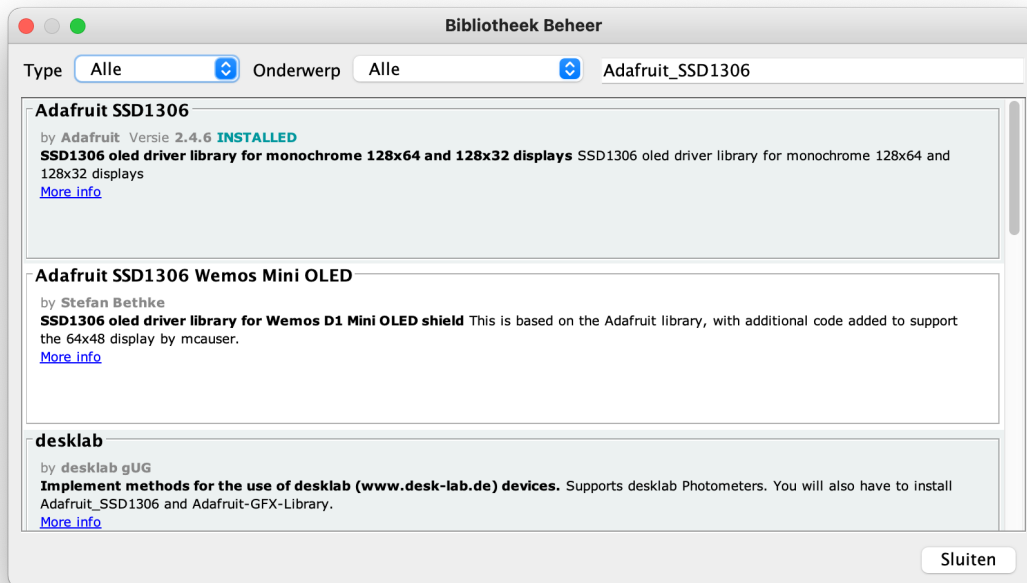 Bibliotheek Beheer
Type Alle Onderwerp Alle Adafruit_SSD1306
Adafruit SSD1306
by Adafruit Versie 2.4.6 INSTALLED
SSD1306 oled driver library for monochrome 128x64 and 128x32 displays SSD1306 oled driver library for monochrome 128x64 and
128x32 displays
More info
Adafruit SSD1306 Wemos Mini OLED
by Stefan Bethke
SSD1306 oled driver library for Wemos D1 Mini OLED shield This is based on the Adafruit library, with additional code added to support
the 64x48 display by mcauser.
More info
desklab
by desklab gUG
Implement methods for the use of desklab (www.desk-lab.de) devices. Supports desklab Photometers. You will also have to install
Adafruit_SSD1306 and Adafruit-GFX-Library.
More info
Sluiten